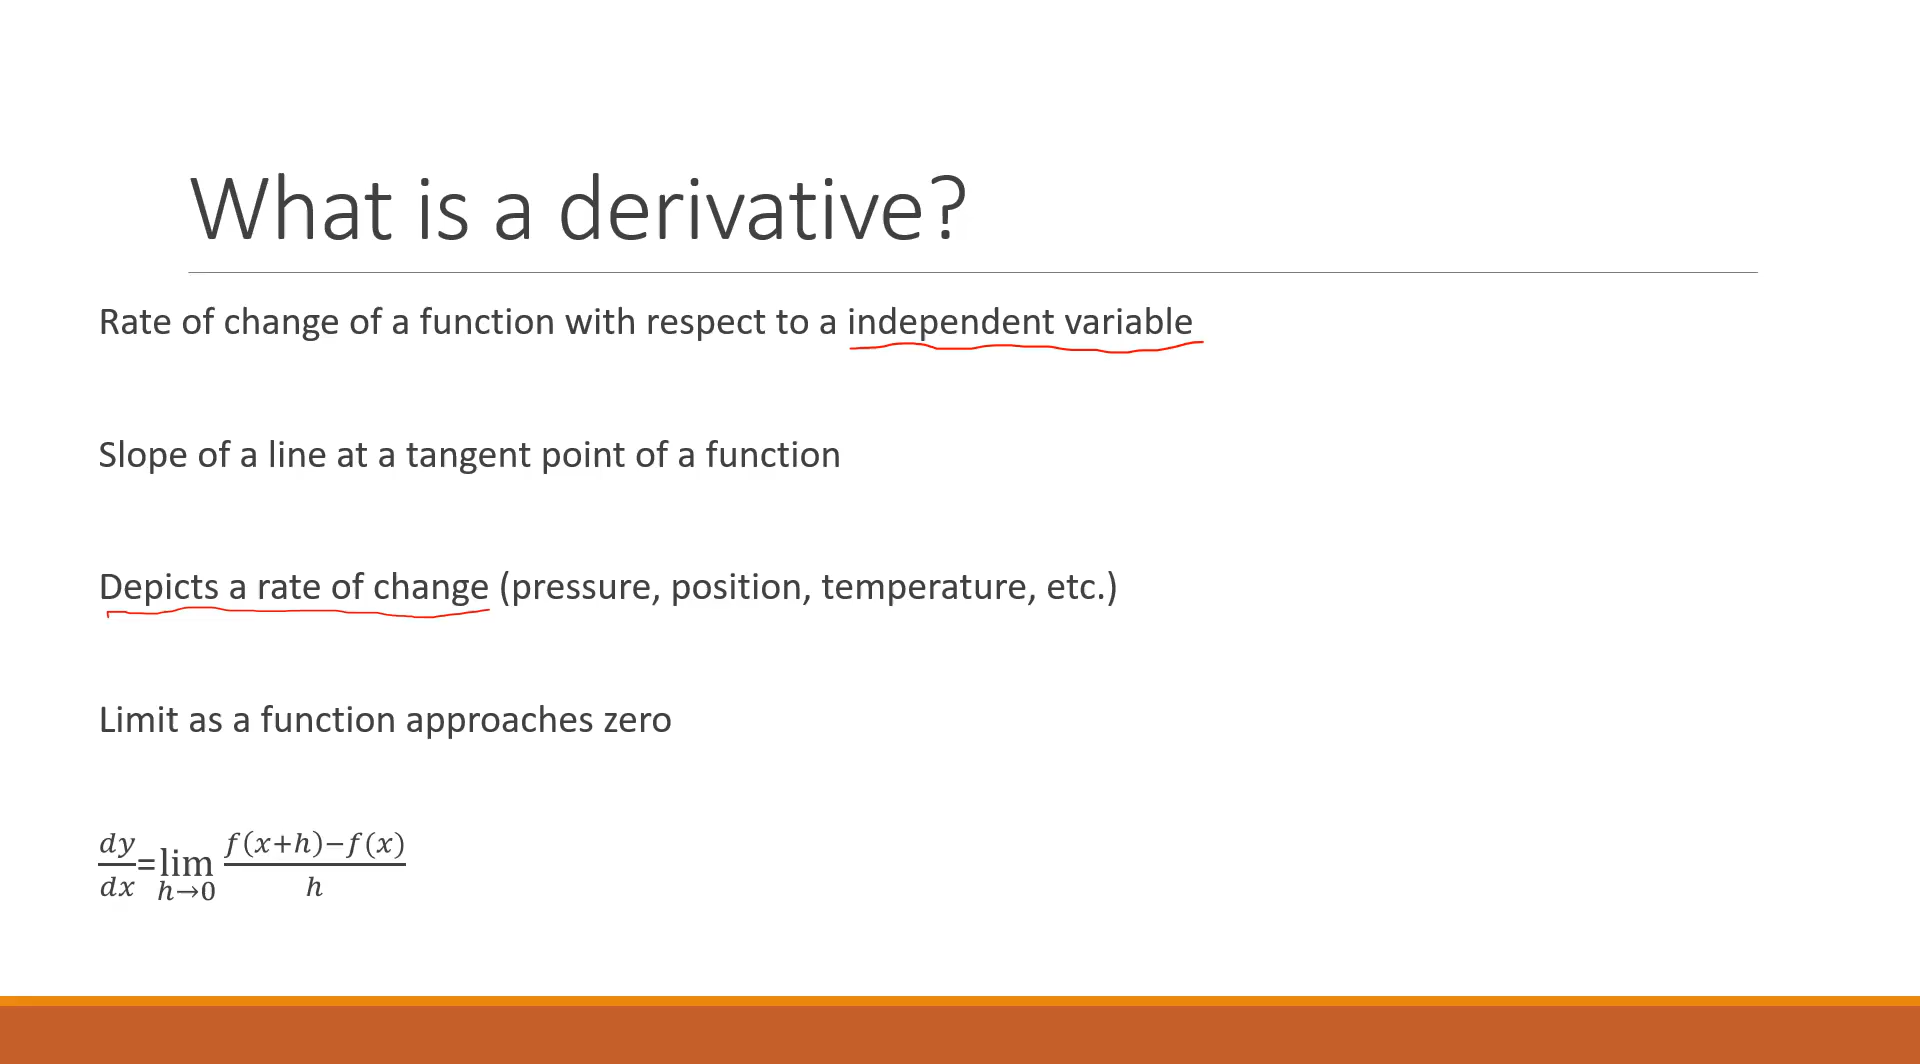 What is a derivative?
Rate of change of a function with respect to a independent variable
Slope of a line at a tangent point of a function
Depicts a rate of change (pressure, position, temperature, etc.)
Limit as a function approaches zero
dy/dx=lim h→0 f(x+h)−f(x)/h